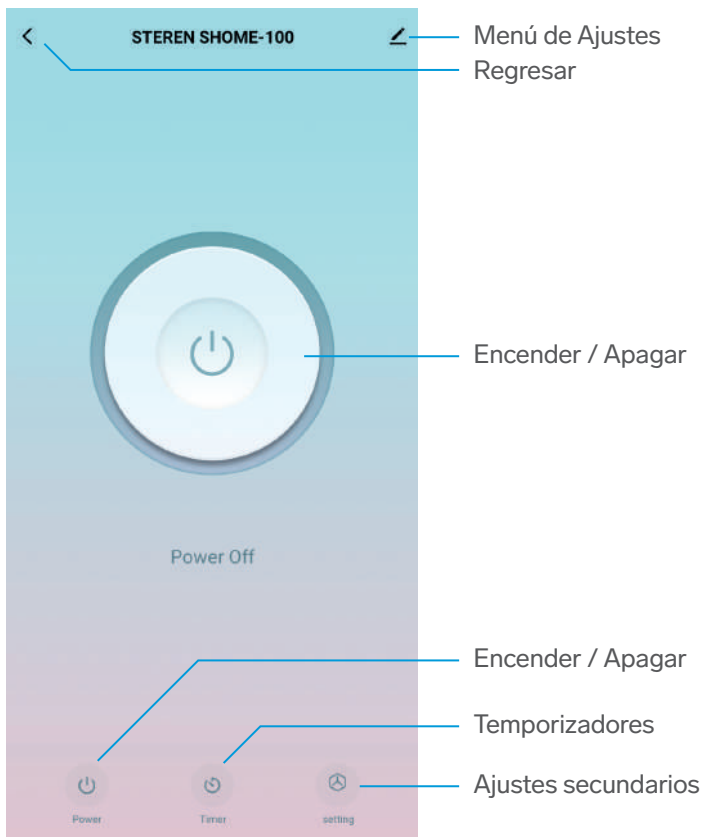 STEREN SHOME-100
Menú de Ajustes
Regresar
Encender / Apagar
Power Off
Encender / Apagar
Temporizadores
Ajustes secundarios
Power
Timer
setting